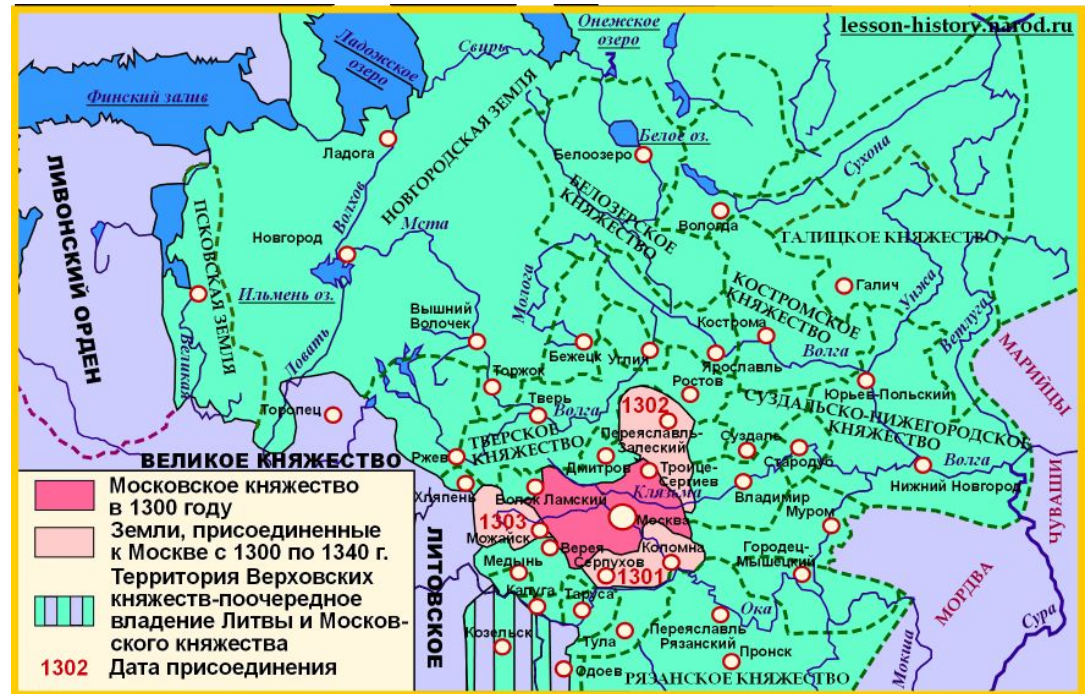 Онежское
озеро
lesson-history.narod.ru
Ладожское
озеро
Свирь
Финский залив
НОВГОРОДСКАЯ ЗЕМЛЯ
Белое оз.
Ладога
Белоозеро
Сухона
ЛИВОНСКИЙ ОРДЕН
ПСКОВСКАЯ ЗЕМЛЯ
Волхов
БЕЛОЗЕРСКОЕ
КНЯЖЕСТВО
Вологда
Новгород
Мста
ГАЛИЦКОЕ КНЯЖЕСТВО
Ильмень оз.
Молога
Галич
Унжа
Ветлуга
Великая
Ловать
Вышний
Волочек
КОСТРОМСКОЕ
КНЯЖЕСТВО
Кострома
Волга
МАРИЙЦЫ
Бежецк
Углия
Ярославль
Торжок
Ростов
Юрьев-Польский
Торопец
Тверь
Волга
1302
СУЗДАЛЬСКО-НИЖЕГОРОДСКОЕ
КНЯЖЕСТВО
ТВЕРСКОЕ
КНЯЖЕСТВО
Переяславль-
Залеский
Суздаль
Стародуб
Волга
ВЕЛИКОЕ КНЯЖЕСТВО
Ржев
Дмитров
Троице-
Сергиев
Нижний Новгород
ЧУВАШИ
Хляпень
Волок Ламский
Клязьма
Владимир
Муром
1303
Можайск
Москва
Верея
Коломна
Городец-
Мышецкий
МОРДВА
ЛИТОВСКОЕ
Медынь
Серпухов
1301
Калуга
Таруса
Ока
Сура
Козельск
Тула
Переяславль
Рязанский
Пронск
Мокша
Одоев
РЯЗАНСКОЕ КНЯЖЕСТВО
Московское княжество
в 1300 году
Земли, присоединенные
к Москве с 1300 по 1340 г.
Территория Верховских
княжеств-поочередное
владение Литвы и Москов-
ского княжества
1302 Дата присоединения